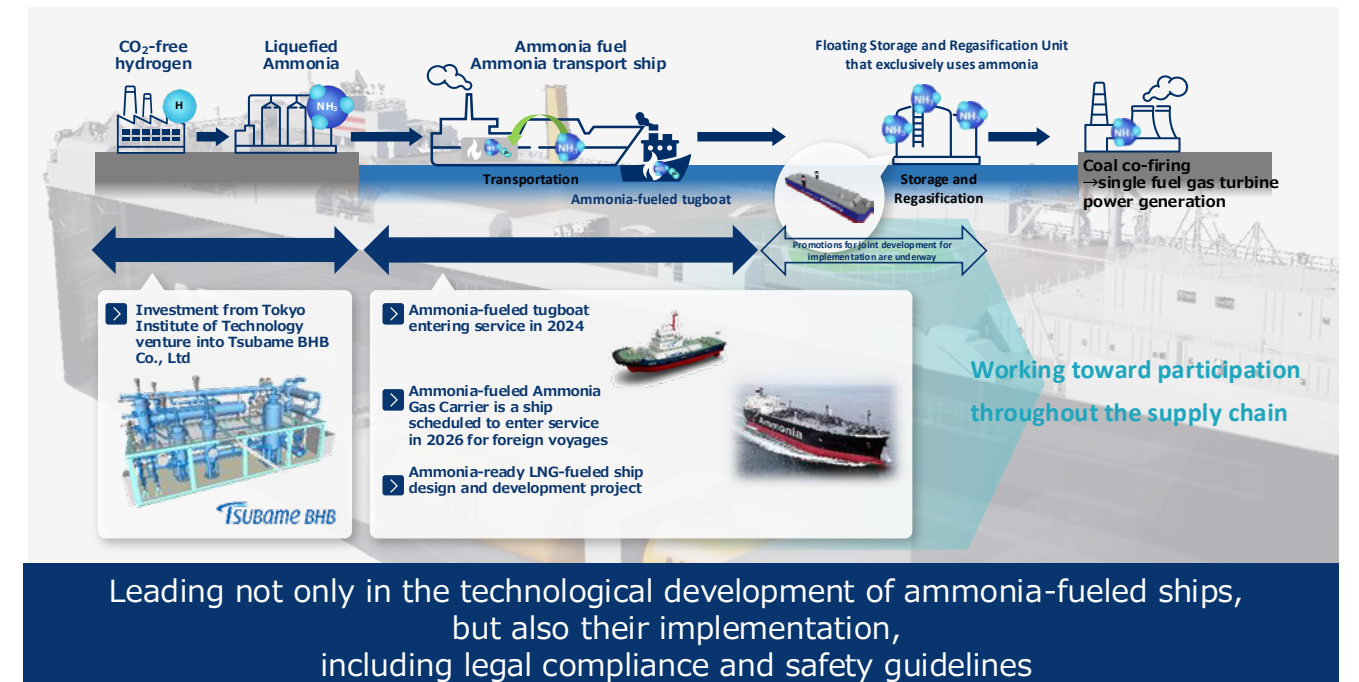 CO₂-free
hydrogen
Liquefied
Ammonia
Ammonia fuel
Ammonia transport ship
Floating Storage and Regasification Unit
that exclusively uses ammonia
H
NH₃
NH₃
NH₃
NH₃
NH₃
NH₃
Transportation
Ammonia-fueled tugboat
Storage and
Regasification
Coal co-firing
→single fuel gas turbine
power generation
Promotions for joint development for
implementation are underway
Investment from Tokyo
Institute of Technology
venture into Tsubame BHB
Co., Ltd
TSUBAME BHB
Ammonia-fueled tugboat
entering service in 2024
Ammonia-fueled Ammonia
Gas Carrier is a ship
scheduled to enter service
in 2026 for foreign voyages
Ammonia-ready LNG-fueled ship
design and development project
Ammonia
Working toward participation
throughout the supply chain
Leading not only in the technological development of ammonia-fueled ships,
but also their implementation,
including legal compliance and safety guidelines